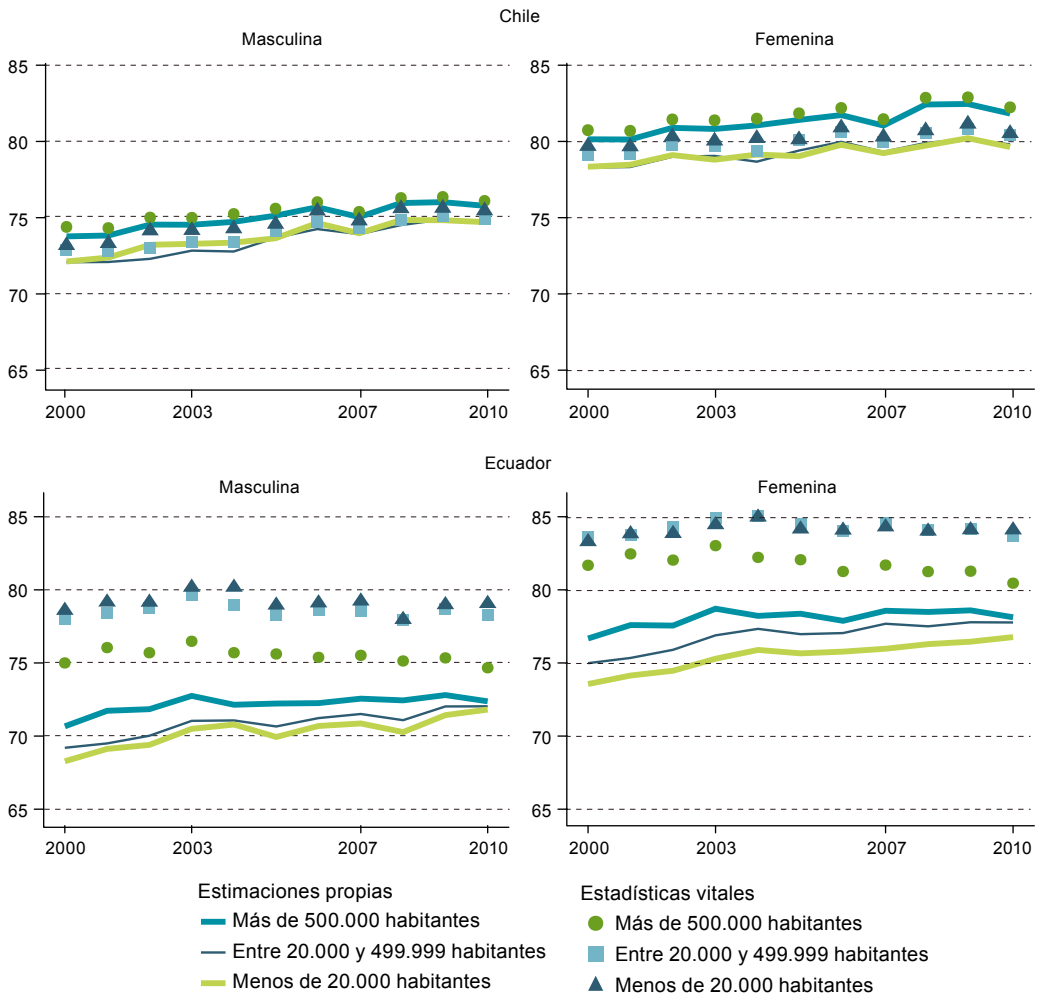 Chile
Masculina
Femenina
85
80
75
70
65
2000
2003
2007
2010
85
80
75
70
65
2000
2003
2007
2010
Ecuador
Masculina
Femenina
85
80
75
70
65
2000
2003
2007
2010
85
80
75
70
65
2000
2003
2007
2010
Estimaciones propias
Más de 500.000 habitantes
Entre 20.000 y 499.999 habitantes
Menos de 20.000 habitantes
Estadísticas vitales
Más de 500.000 habitantes
Entre 20.000 y 499.999 habitantes
Menos de 20.000 habitantes